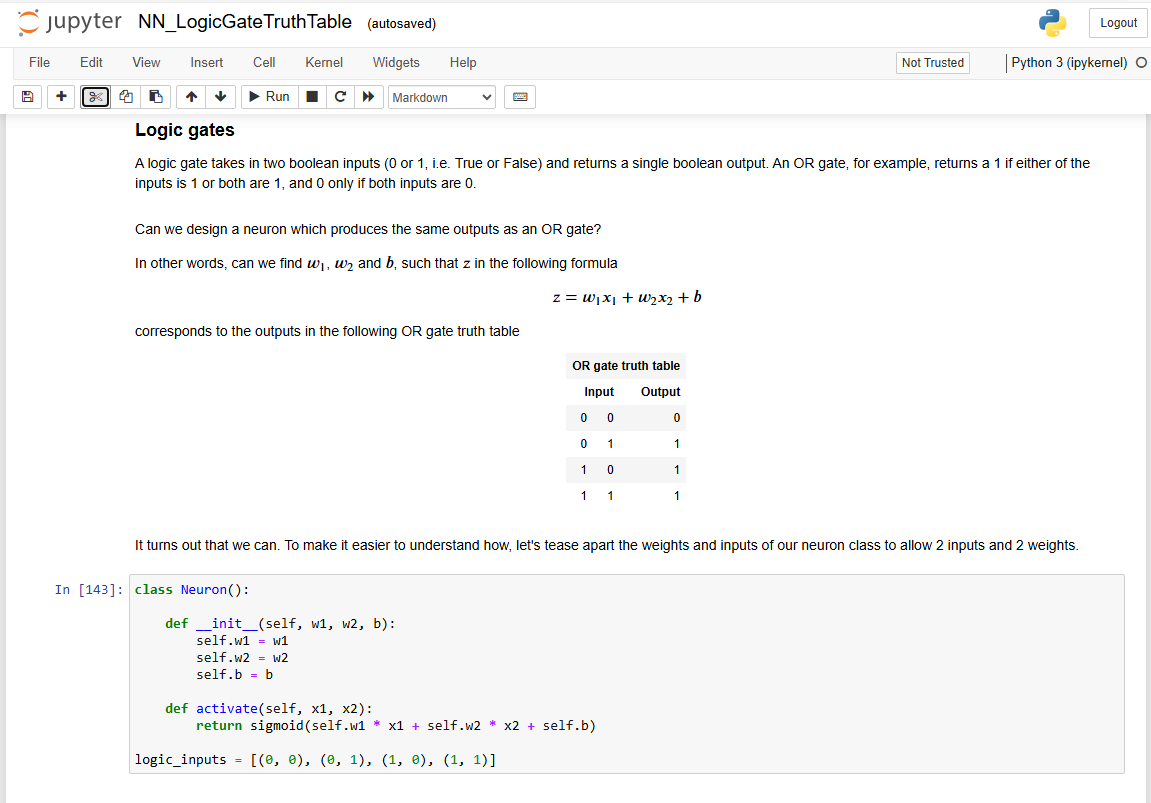 jupyter NN_LogicGateTruthTable (autosaved)
Logout
File Edit View Insert Cell Kernel Widgets Help
Not Trusted
Python 3 (ipykernel)
Run
Markdown
Logic gates
A logic gate takes in two boolean inputs (0 or 1, i.e. True or False) and returns a single boolean output. An OR gate, for example, returns a 1 if either of the
inputs is 1 or both are 1, and 0 only if both inputs are 0.
Can we design a neuron which produces the same outputs as an OR gate?
In other words, can we find w₁, w₂ and b, such that z in the following formula
z = w₁x₁ + w₂x₂ + b
corresponds to the outputs in the following OR gate truth table
OR gate truth table
Input Output
0 0 0
0 1 1
1 0 1
1 1 1
It turns out that we can. To make it easier to understand how, let's tease apart the weights and inputs of our neuron class to allow 2 inputs and 2 weights.
In [143]:
class Neuron():
def __init__(self, w1, w2, b):
self.w1 = w1
self.w2 = w2
self.b = b
def activate(self, x1, x2):
return sigmoid(self.w1 * x1 + self.w2 * x2 + self.b)
logic_inputs = [(0, 0), (0, 1), (1, 0), (1, 1)]